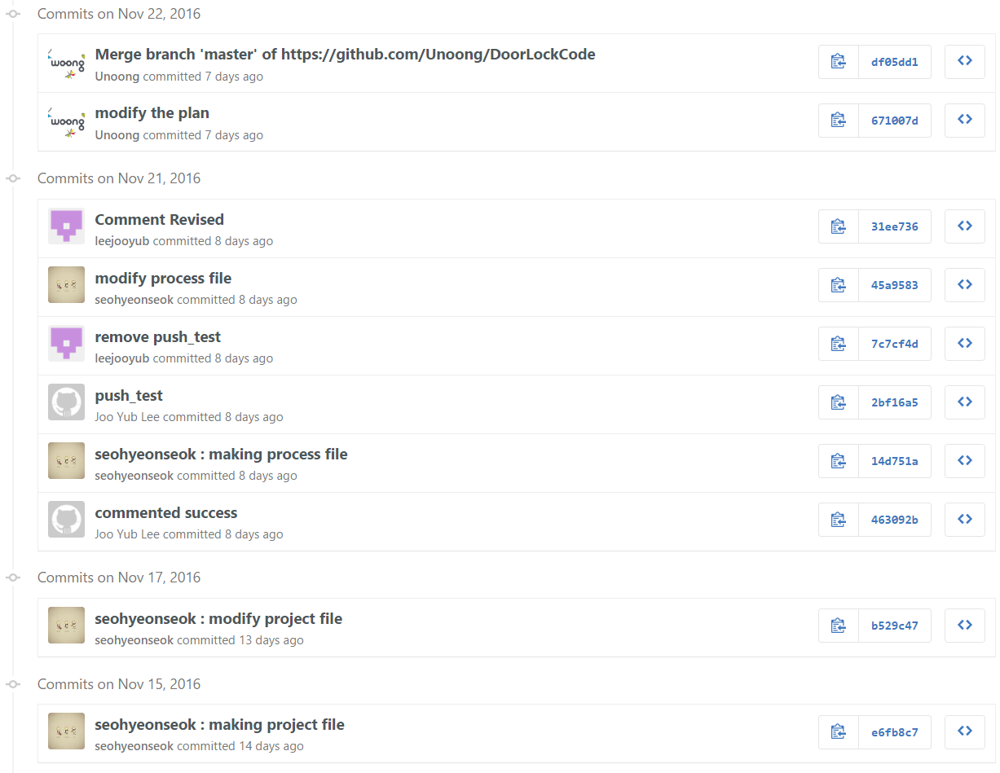 Commits on Nov 22, 2016
woong
Merge branch 'master' of https://github.com/Unoong/DoorLockCode
Unoong committed 7 days ago
df05dd1
woong
modify the plan
Unoong committed 7 days ago
671007d
Commits on Nov 21, 2016
Comment Revised
leejooyub committed 8 days ago
31ee736
modify process file
seohyeonseok committed 8 days ago
45a9583
remove push_test
leejooyub committed 8 days ago
7c7cf4d
push_test
Joo Yub Lee committed 8 days ago
2bf16a5
seohyeonseok : making process file
seohyeonseok committed 8 days ago
14d751a
commented success
Joo Yub Lee committed 8 days ago
463092b
Commits on Nov 17, 2016
seohyeonseok : modify project file
seohyeonseok committed 13 days ago
b529c47
Commits on Nov 15, 2016
seohyeonseok : making project file
seohyeonseok committed 14 days ago
e6fb8c7